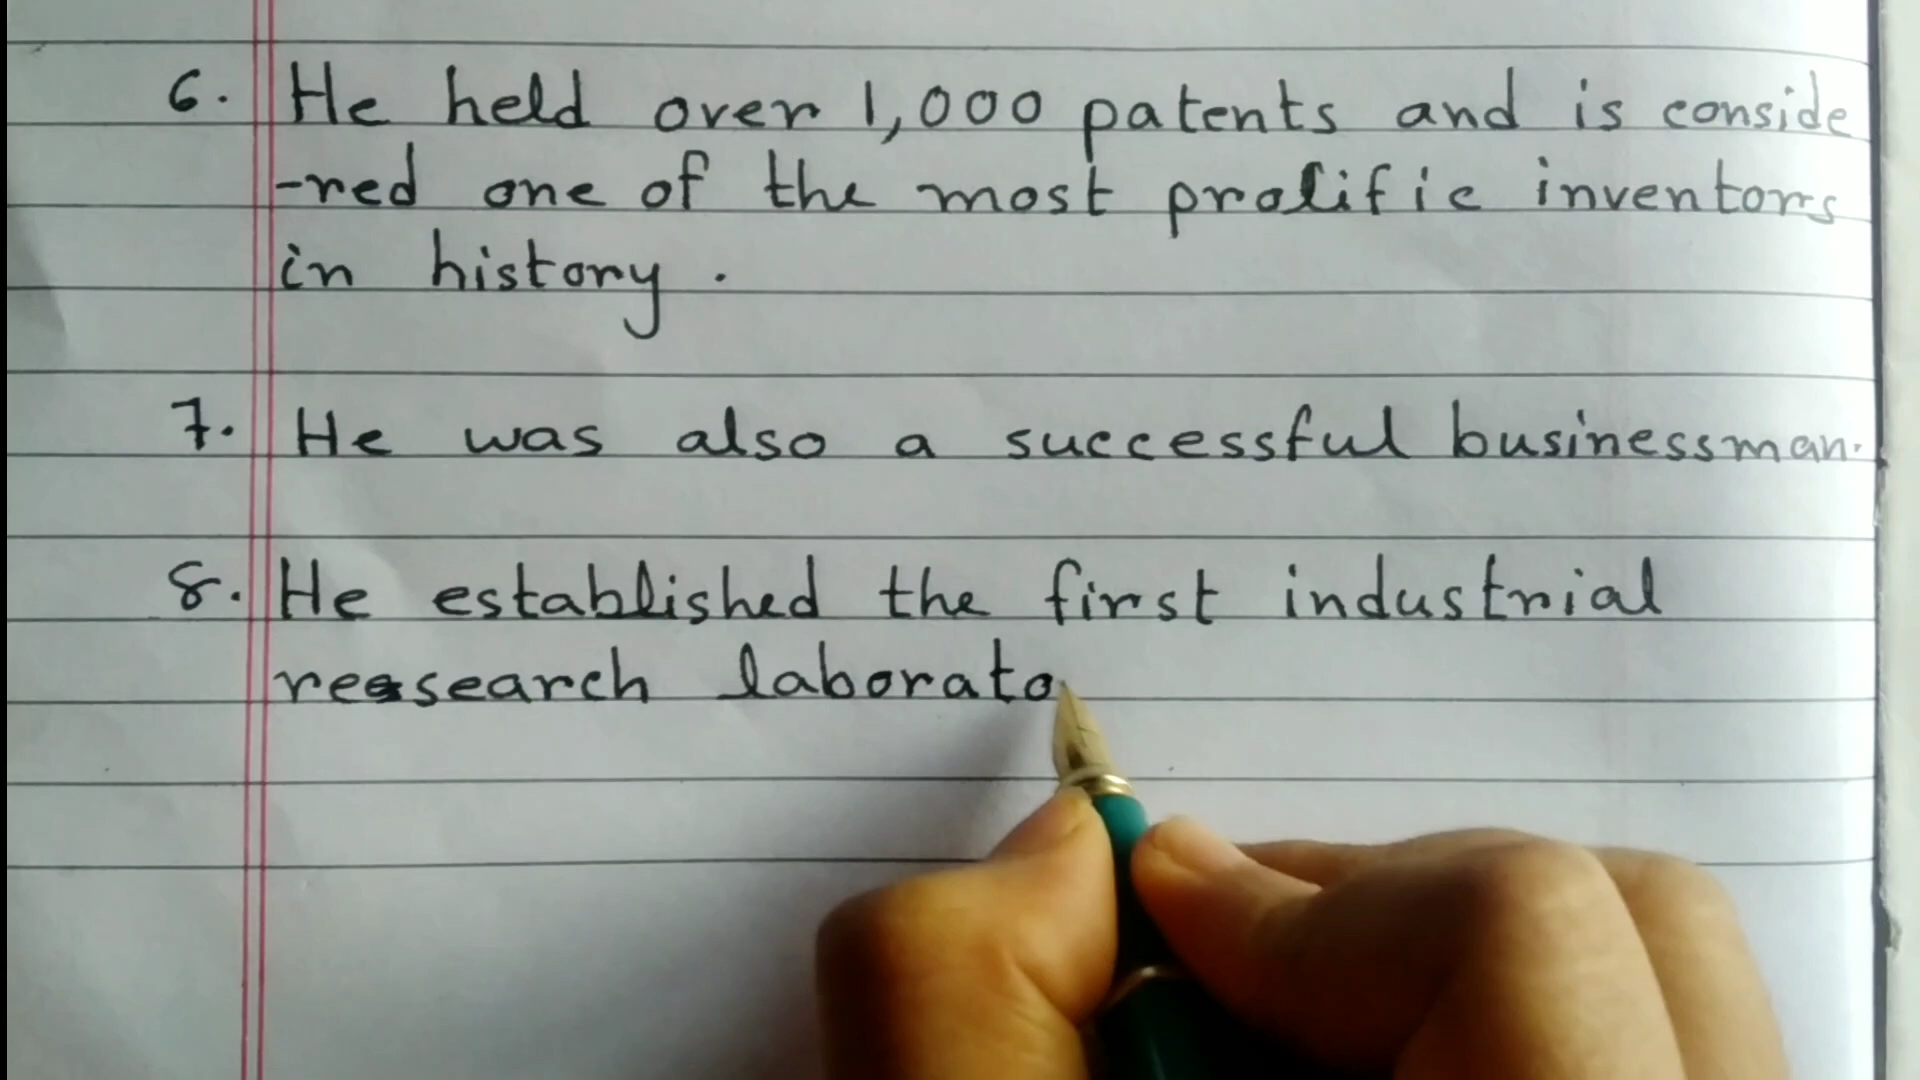 6. He held over 1,000 patents and is conside
-red one of the most prolific inventors
in history.
7. He was also a successful businessman.
8. He established the first industrial
research laborato